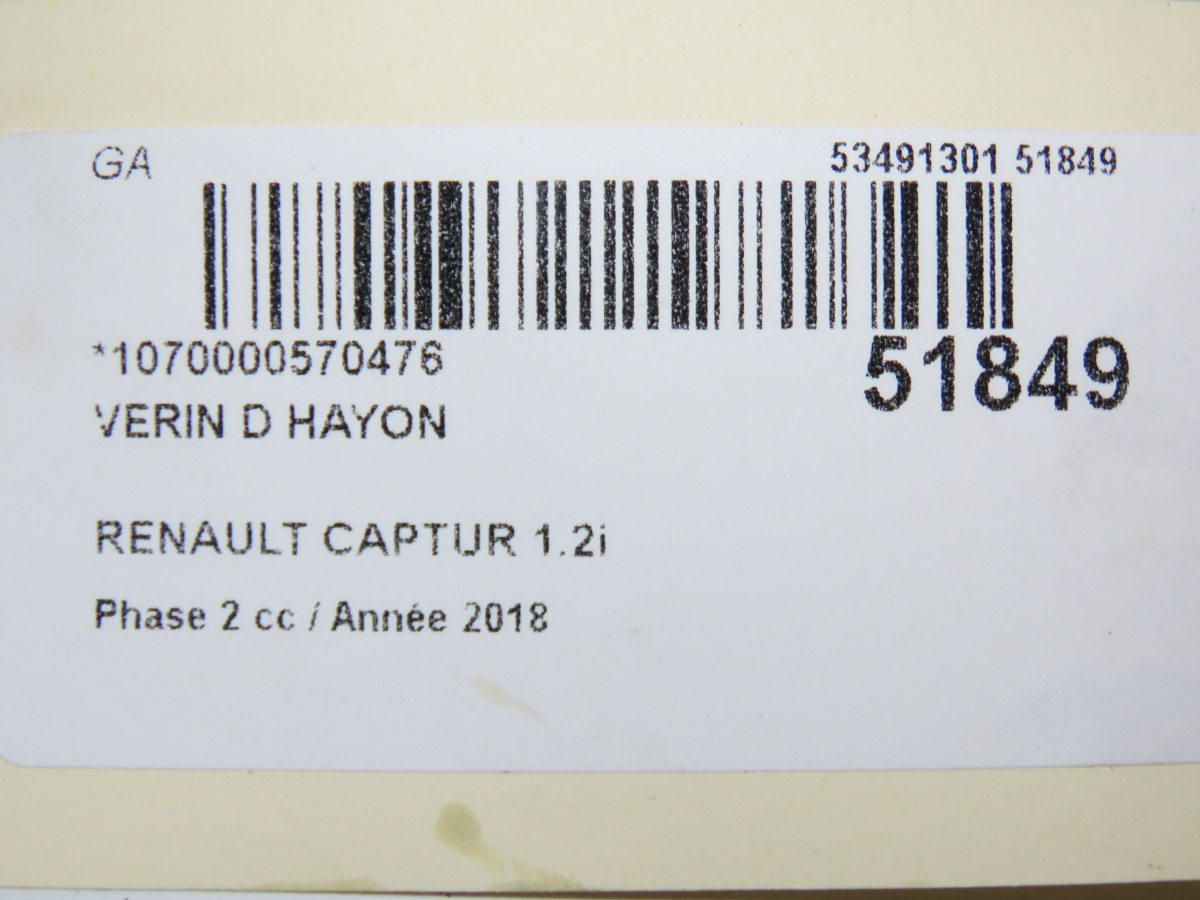 GA
53491301 51849
*1070000570476
51849
VERIN D HAYON
RENAULT CAPTUR 1.2i
Phase 2 cc / Année 2018